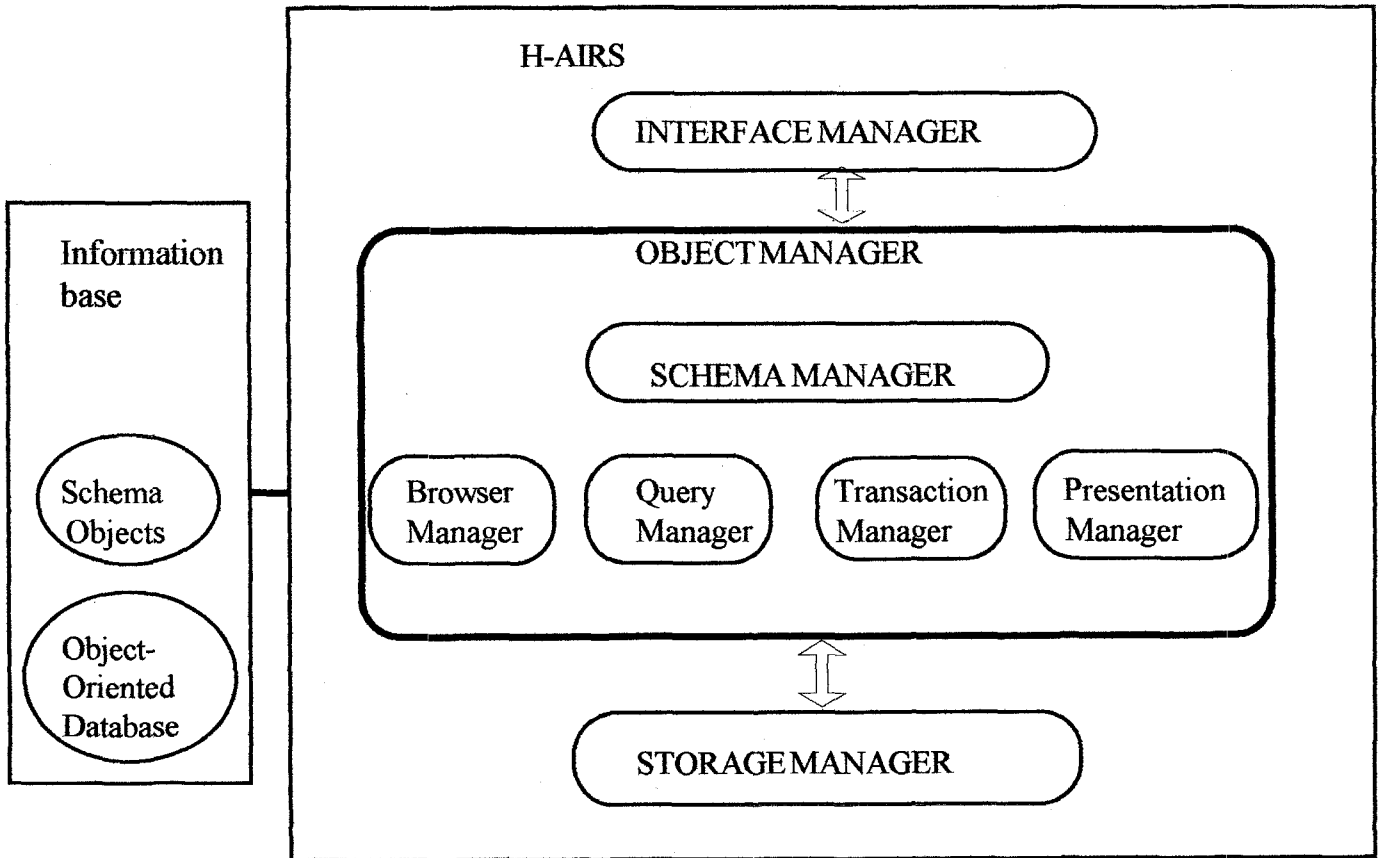 H-AIRS
INTERFACE MANAGER
Information
base
OBJECT MANAGER
SCHEMA MANAGER
Schema
Objects
Browser
Manager
Query
Manager
Transaction
Manager
Presentation
Manager
Object-
Oriented
Database
STORAGE MANAGER